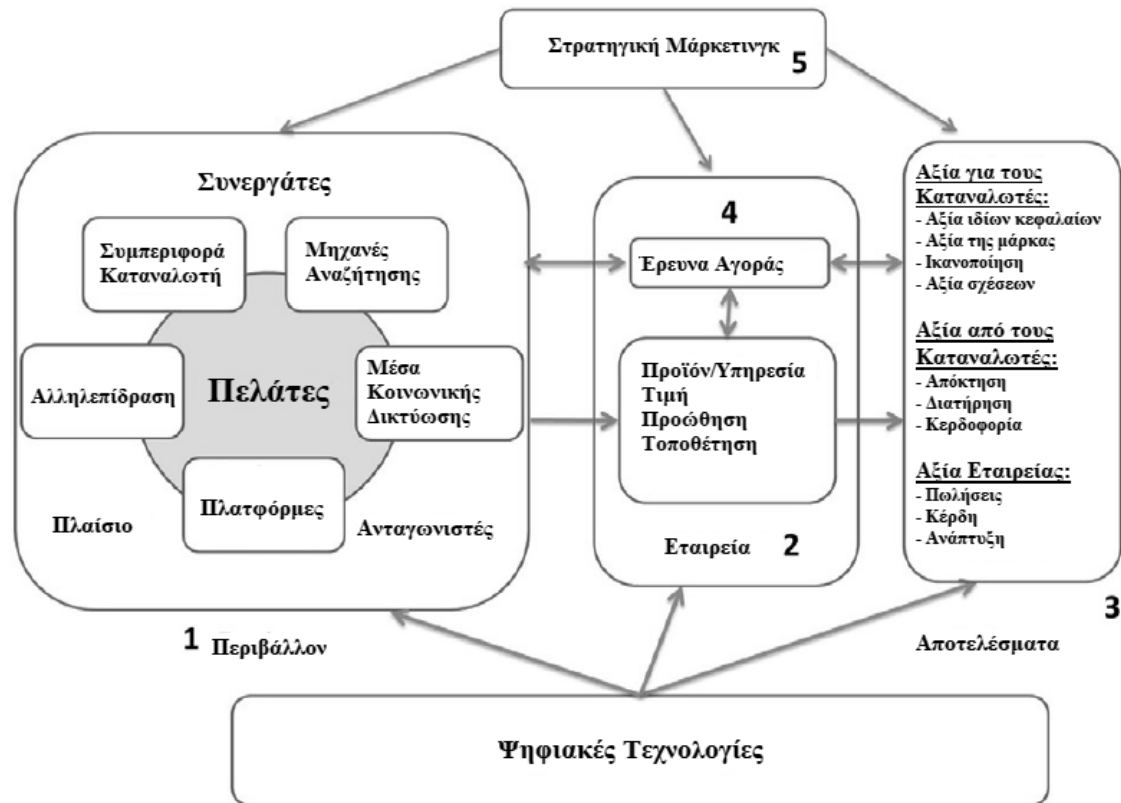 Στρατηγική Μάρκετινγκ
5
Συνεργάτες
Συμπεριφορά
Καταναλωτή
Μηχανές
Αναζήτησης
Αλληλεπίδραση
Πελάτες
Μέσα
Κοινωνικής
Δικτύωσης
Πλατφόρμες
Πλαίσιο
Ανταγωνιστές
1 Περιβάλλον
4
Έρευνα Αγοράς
Προϊόν/Υπηρεσία
Τιμή
Προώθηση
Τοποθέτηση
Εταιρεία 2
Αξία για τους
Καταναλωτές:
- Αξία ιδίων κεφαλαίων
- Αξία της μάρκας
- Ικανοποίηση
- Αξία σχέσεων
Αξία από τους
Καταναλωτές:
- Απόκτηση
- Διατήρηση
- Κερδοφορία
Αξία Εταιρείας:
- Πωλήσεις
- Κέρδη
- Ανάπτυξη
3
Αποτελέσματα
Ψηφιακές Τεχνολογίες